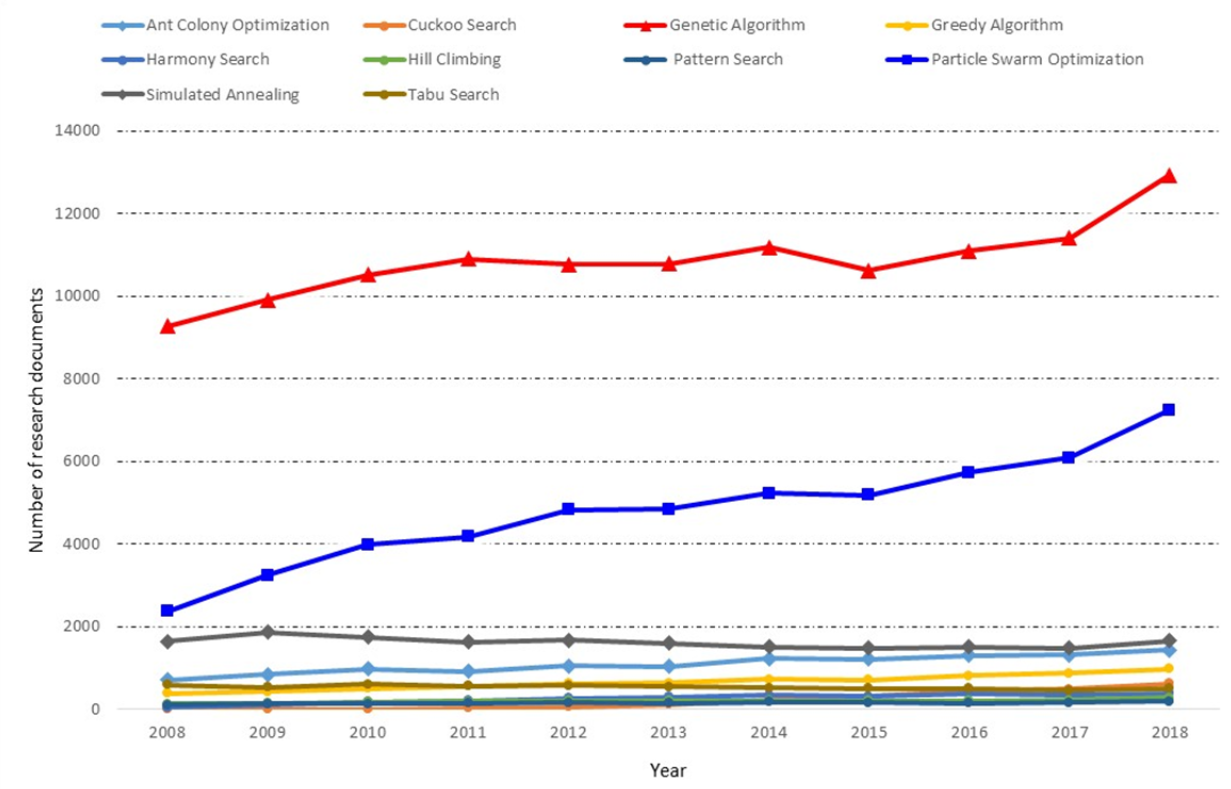 Ant Colony Optimization Cuckoo Search Genetic Algorithm Greedy Algorithm
Harmony Search Hill Climbing Pattern Search Particle Swarm Optimization
Simulated Annealing Tabu Search
14000
12000
10000
8000
6000
4000
2000
0
Number of research documents
2008 2009 2010 2011 2012 2013 2014 2015 2016 2017 2018
Year